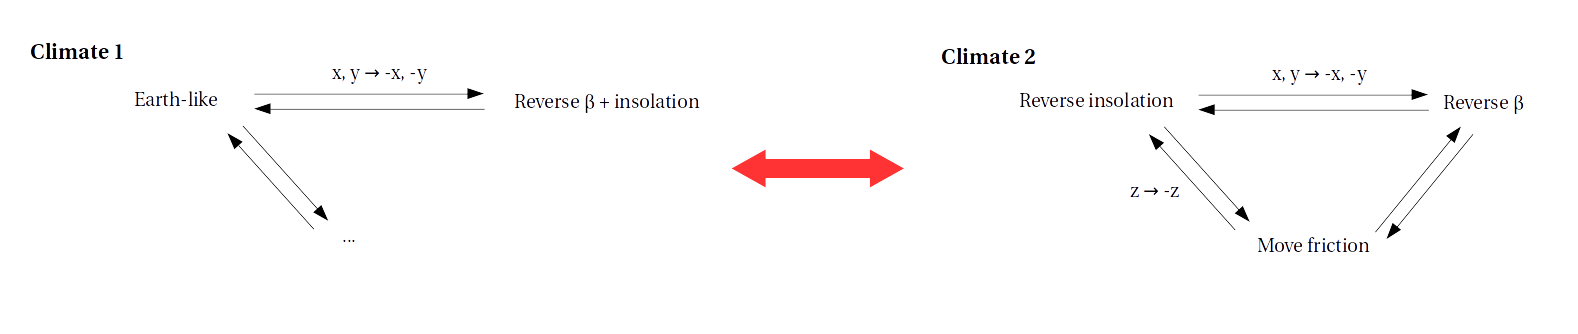 Climate 1
x, y → -x, -y
Earth-like
Reverse β + insolation
...
Climate 2
x, y → -x, -y
Reverse insolation
Reverse β
z → -z
Move friction